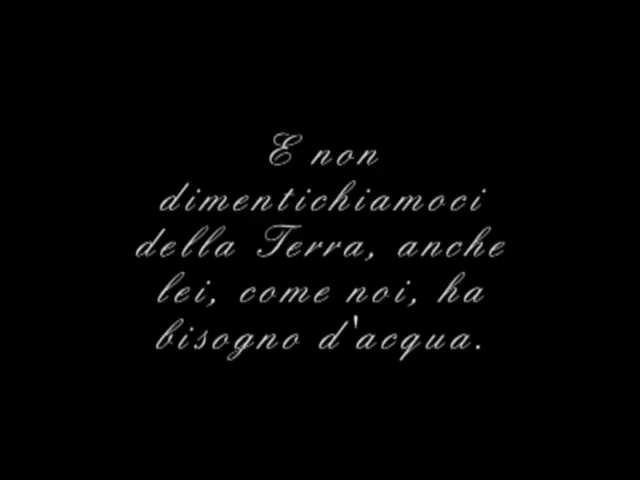 E non
dimentichiamoci
della Terra, anche
lei, come noi, ha
bisogno d'acqua.